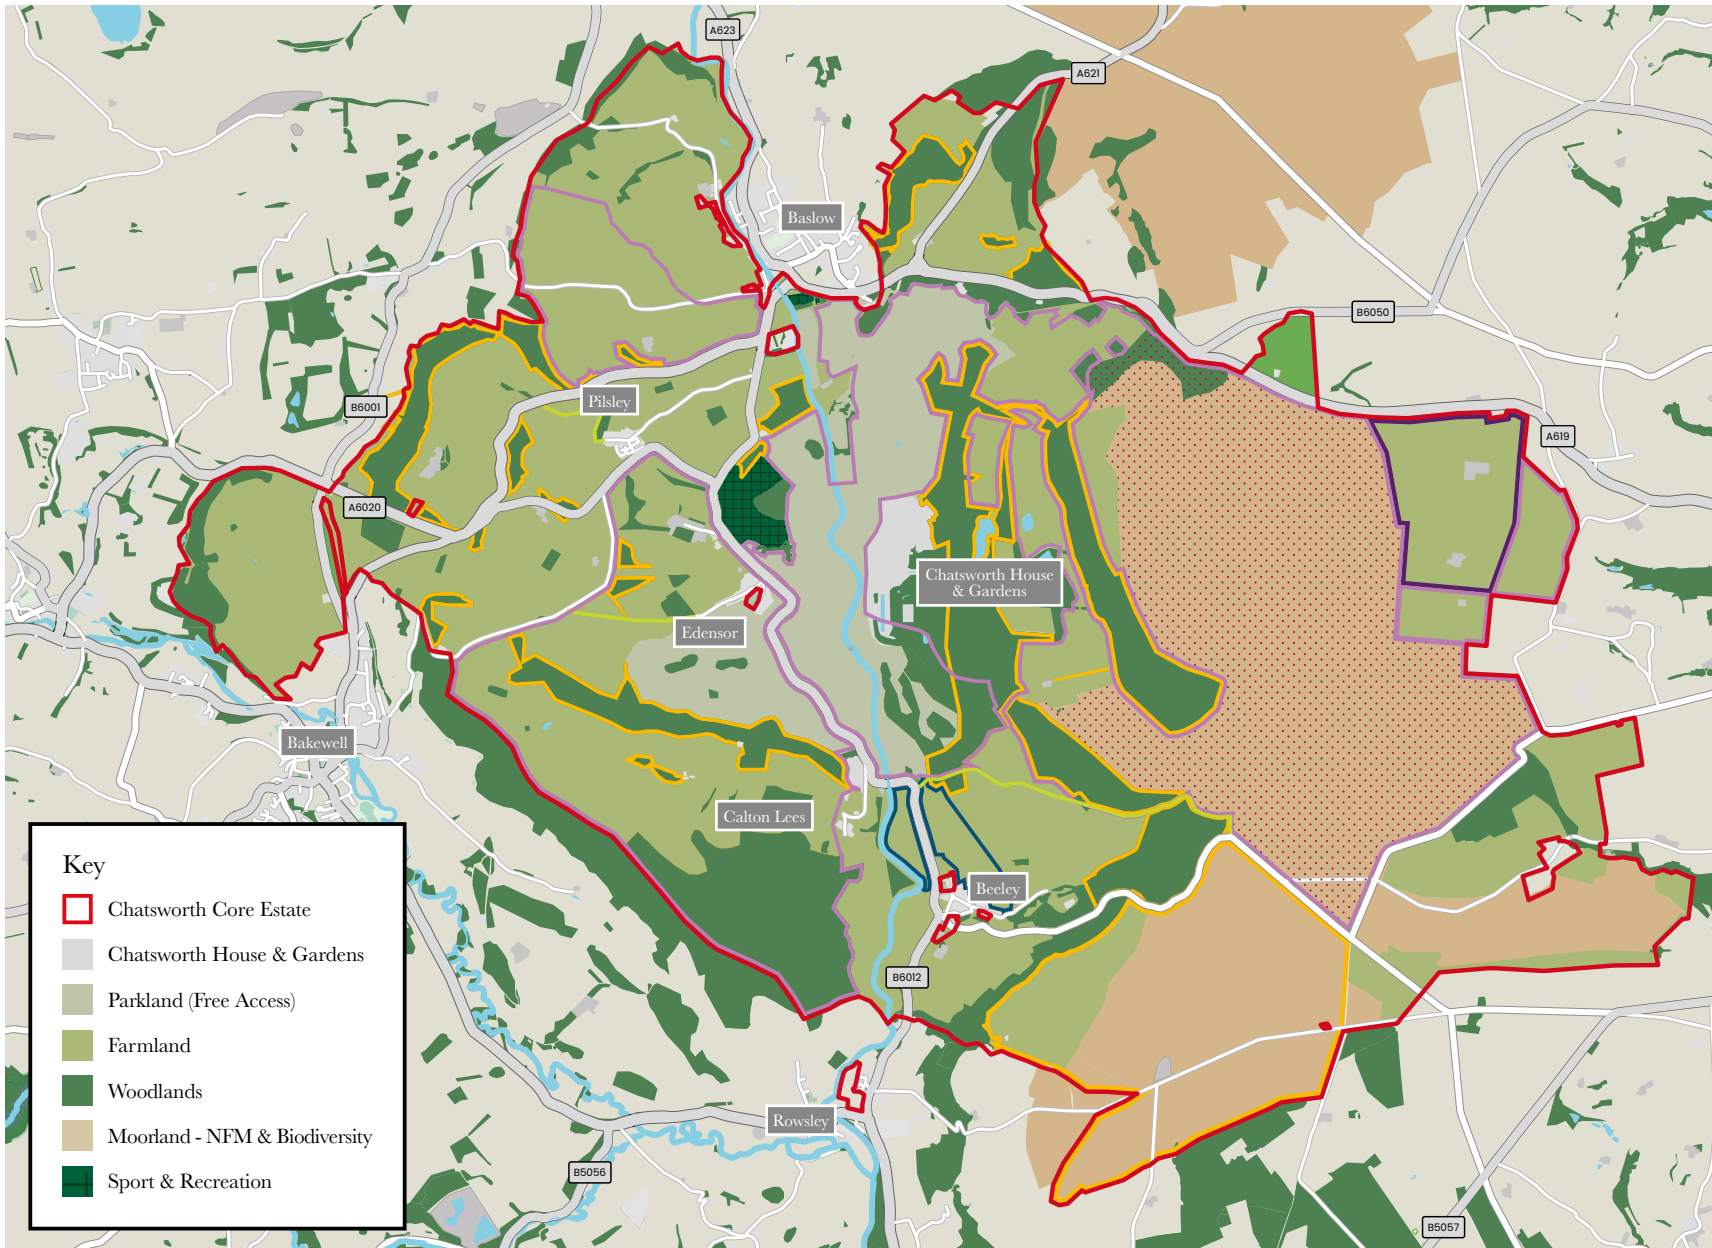 A623
A621
Baslow
B6050
Pilsley
B6001
A619
A6020
Chatsworth House
& Gardens
Edensor
Bakewell
Calton Lees
Beeley
B6012
Rowsley
B5056
B5057
Key
Chatsworth Core Estate
Chatsworth House & Gardens
Parkland (Free Access)
Farmland
Woodlands
Moorland - NFM & Biodiversity
Sport & Recreation